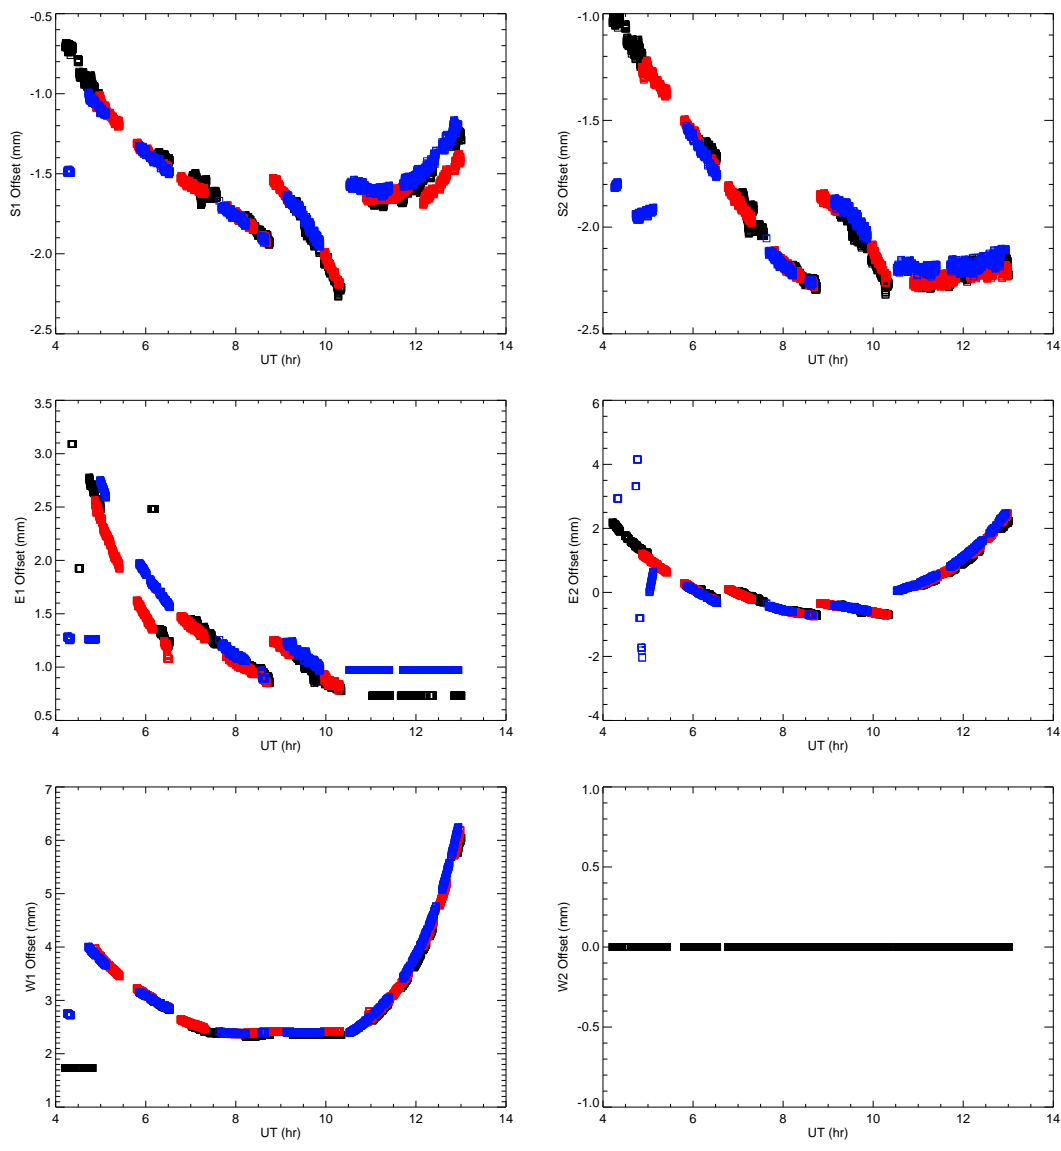 -0.5
-1.0
-1.5
-2.0
-2.5
S1 Offset (mm)
4 6 8 10 12 14
UT (hr)
-1.0
-1.5
-2.0
-2.5
S2 Offset (mm)
4 6 8 10 12 14
UT (hr)
3.5
3.0
2.5
2.0
1.5
1.0
0.5
E1 Offset (mm)
4 6 8 10 12 14
UT (hr)
6
4
2
0
-2
-4
E2 Offset (mm)
4 6 8 10 12 14
UT (hr)
7
6
5
4
3
2
1
W1 Offset (mm)
4 6 8 10 12 14
UT (hr)
1.0
0.5
0.0
-0.5
-1.0
W2 Offset (mm)
4 6 8 10 12 14
UT (hr)